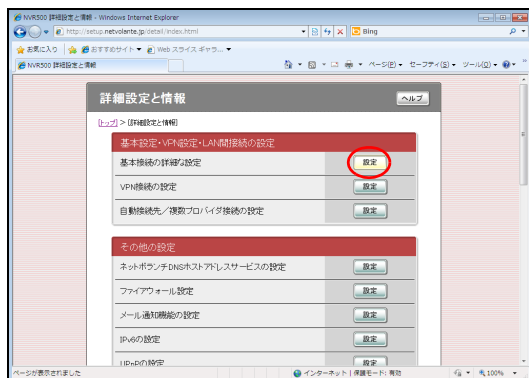 NVR500 詳細設定と情報 - Windows Internet Explorer
http://setup.netvolante.jp/detail/index.html
Bing
お気に入り
おすすめサイト
Web スライス ギャラ...
NVR500 詳細設定と情報
ページ(P)
セーフティ(S)
ツール(O)
詳細設定と情報
ヘルプ
[トップ] > [詳細設定と情報]
基本設定・VPN設定・LAN間接続の設定
基本接続の詳細な設定
設定
VPN接続の設定
設定
自動接続先／複数プロバイダ接続の設定
設定
その他の設定
ネットボランチDNSホストアドレスサービスの設定
設定
ファイアウォール設定
設定
メール通知機能の設定
設定
IPv6の設定
設定
UPnPの設定
設定
ページが表示されました
インターネット | 保護モード: 有効
100%